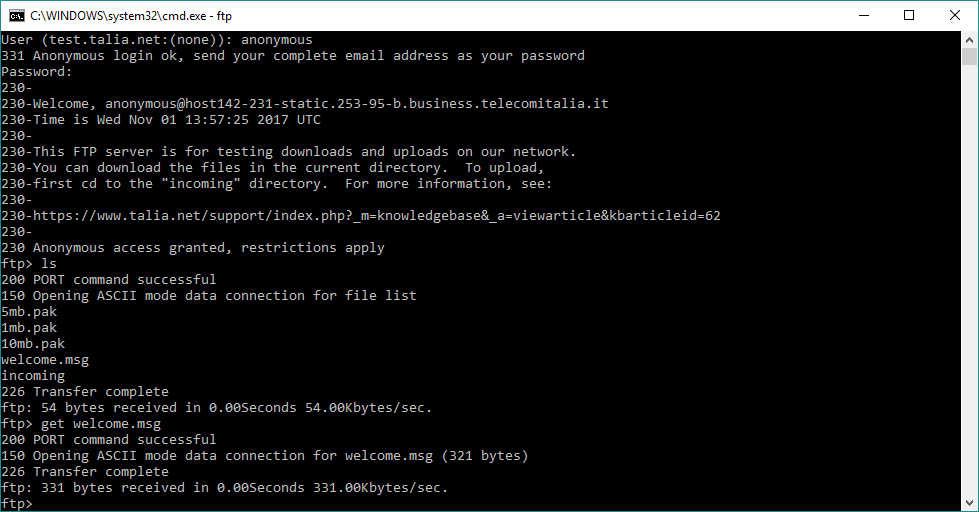 C:\WINDOWS\system32\cmd.exe - ftp
User (test.talia.net:(none)): anonymous
331 Anonymous login ok, send your complete email address as your password
Password:
230-
230-Welcome, anonymous@host142-231-static.253-95-b.business.telecomitalia.it
230-Time is Wed Nov 01 13:57:25 2017 UTC
230-
230-This FTP server is for testing downloads and uploads on our network.
230-You can download the files in the current directory.  To upload,
230-first cd to the "incoming" directory.  For more information, see:
230-
230-https://www.talia.net/support/index.php?_m=knowledgebase&_a=viewarticle&kbarticleid=62
230-
230 Anonymous access granted, restrictions apply
ftp> ls
200 PORT command successful
150 Opening ASCII mode data connection for file list
5mb.pak
1mb.pak
10mb.pak
welcome.msg
incoming
226 Transfer complete
ftp: 54 bytes received in 0.00Seconds 54.00Kbytes/sec.
ftp> get welcome.msg
200 PORT command successful
150 Opening ASCII mode data connection for welcome.msg (321 bytes)
226 Transfer complete
ftp: 331 bytes received in 0.00Seconds 331.00Kbytes/sec.
ftp>